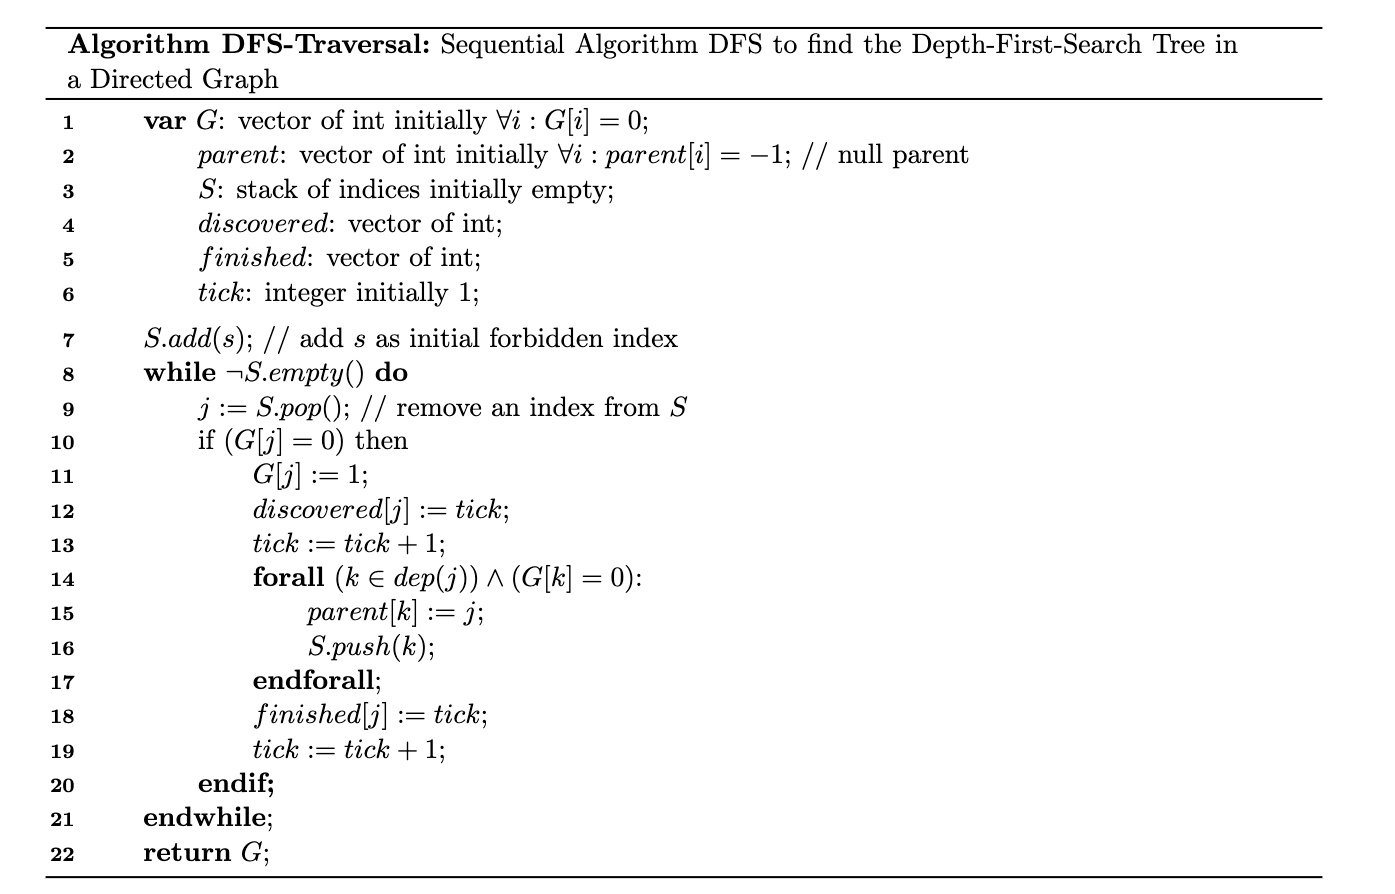 Algorithm DFS-Traversal: Sequential Algorithm DFS to find the Depth-First-Search Tree in
a Directed Graph
1 var G: vector of int initially ∀i : G[i] = 0;
2 parent: vector of int initially ∀i : parent[i] = −1; // null parent
3 S: stack of indices initially empty;
4 discovered: vector of int;
5 finished: vector of int;
6 tick: integer initially 1;
7 S.add(s); // add s as initial forbidden index
8 while ¬S.empty() do
9 j := S.pop(); // remove an index from S
10 if (G[j] = 0) then
11 G[j] := 1;
12 discovered[j] := tick;
13 tick := tick + 1;
14 forall (k ∈ dep(j)) ∧ (G[k] = 0):
15 parent[k] := j;
16 S.push(k);
17 endforall;
18 finished[j] := tick;
19 tick := tick + 1;
20 endif;
21 endwhile;
22 return G;